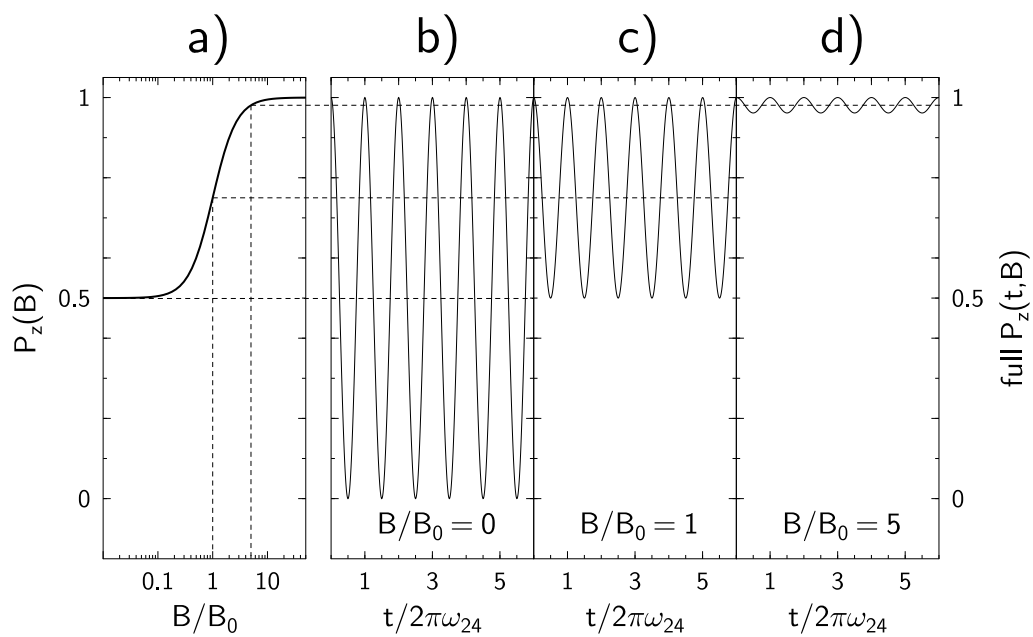 a) b) c) d)
1 1
0.5 0.5
0 0
P_z(B)
full P_z(t,B)
B/B_0 = 0 B/B_0 = 1 B/B_0 = 5
0.1 1 10 1 3 5 1 3 5 1 3 5
B/B_0 t/2πω_24 t/2πω_24 t/2πω_24